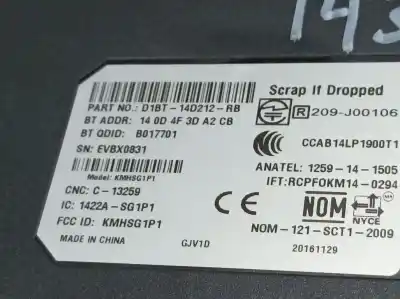 143
Scrap If Dropped
PART NO.: D1BT-14D212-RB
R 209-J00106
BT ADDR: 14 0D 4F 3D A2 CB
BT QDID: B017701
CCAB14LP1900T1
SN: EVBX0831
ANATEL: 1259-14-1505
Model: KMHSG1P1
IFT:RCPFOKM14-0294
CNC: C-13259
IC: 1422A-SG1P1
CE
NOM
NYCE
FCC ID: KMHSG1P1
NOM-121-SCT1-2009
MADE IN CHINA
GJV1D
20161129